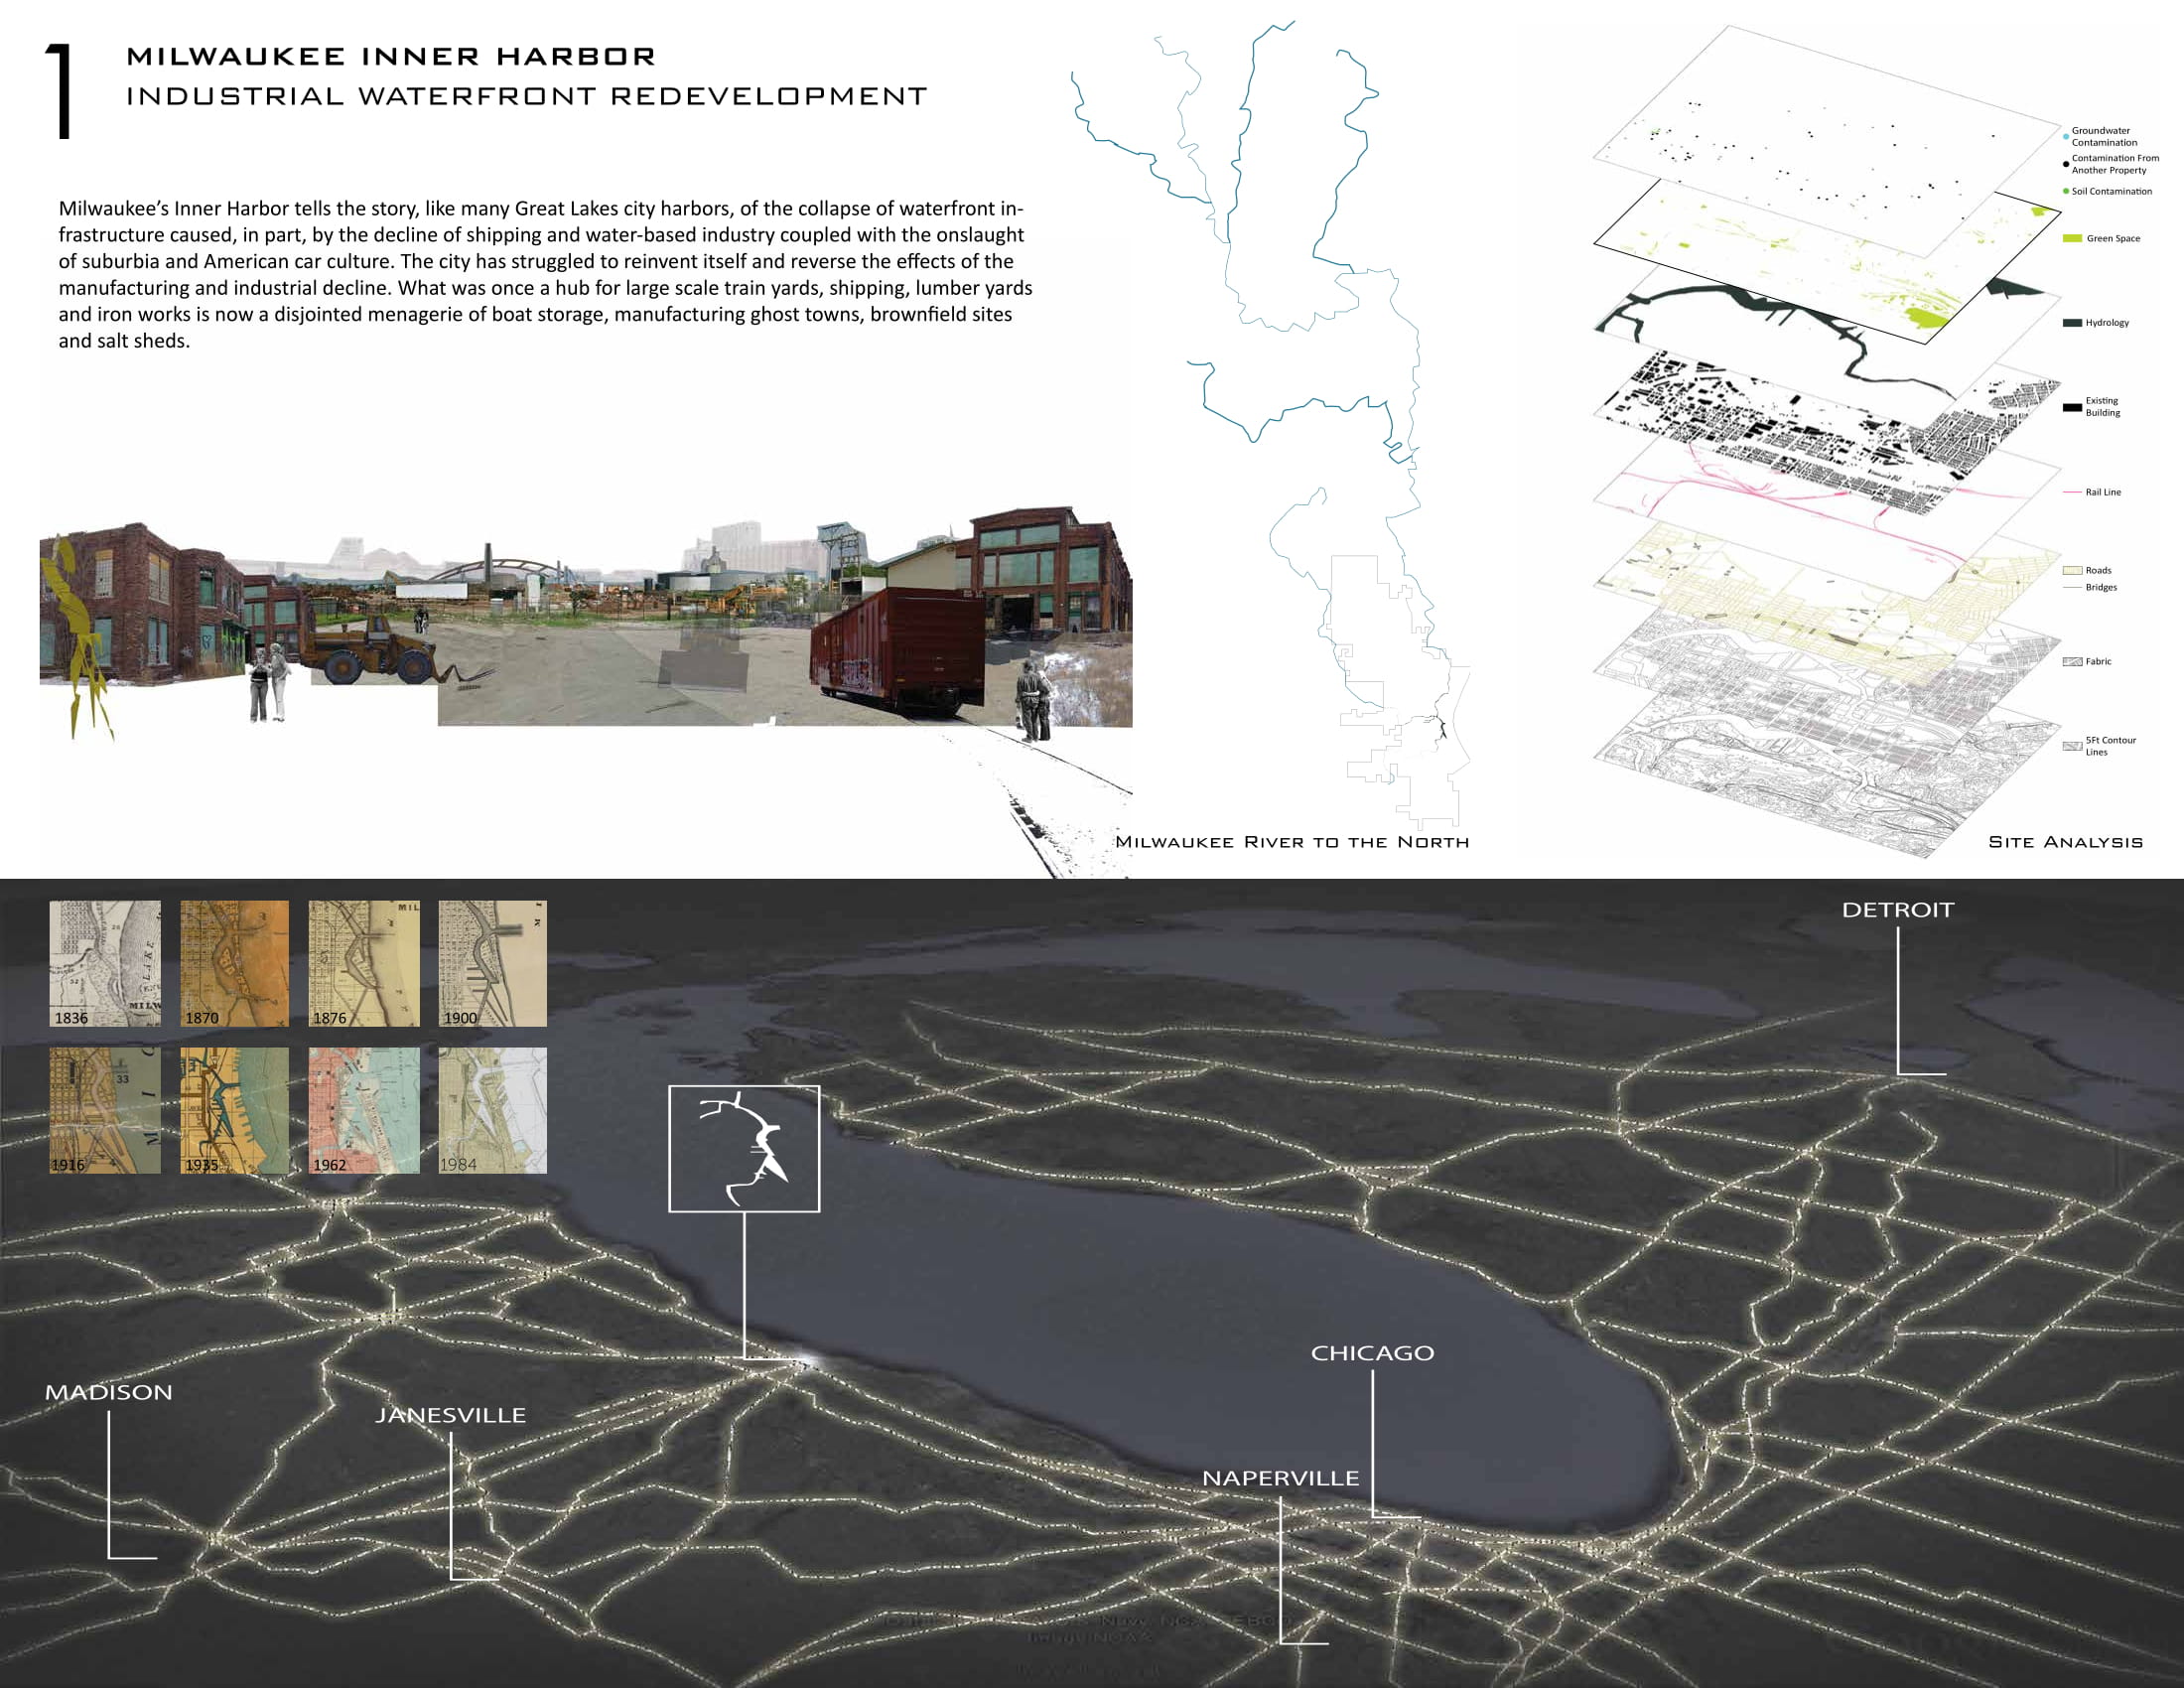 1
MILWAUKEE INNER HARBOR
INDUSTRIAL WATERFRONT REDEVELOPMENT
Milwaukee’s Inner Harbor tells the story, like many Great Lakes city harbors, of the collapse of waterfront in-
frastructure caused, in part, by the decline of shipping and water-based industry coupled with the onslaught
of suburbia and American car culture. The city has struggled to reinvent itself and reverse the effects of the
manufacturing and industrial decline. What was once a hub for large scale train yards, shipping, lumber yards
and iron works is now a disjointed menagerie of boat storage, manufacturing ghost towns, brownfield sites
and salt sheds.
MILWAUKEE RIVER TO THE NORTH
Groundwater
Contamination
Contamination From
Another Property
Soil Contamination
Green Space
Hydrology
Existing
Building
Rail Line
Roads
Bridges
Fabric
5Ft Contour
Lines
SITE ANALYSIS
26
LAKE
32
MILW
1836
1870
MIL
1876
1900
33
M I C
1916
1935
1962
1984
DETROIT
CHICAGO
MADISON
JANESVILLE
NAPERVILLE